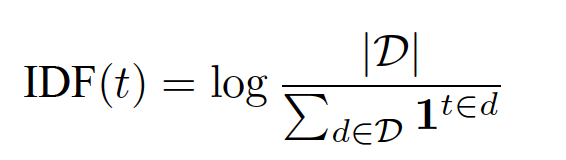 IDF(t) = log |𝒟| / ∑_{d∈𝒟} 𝟏^{t∈d}